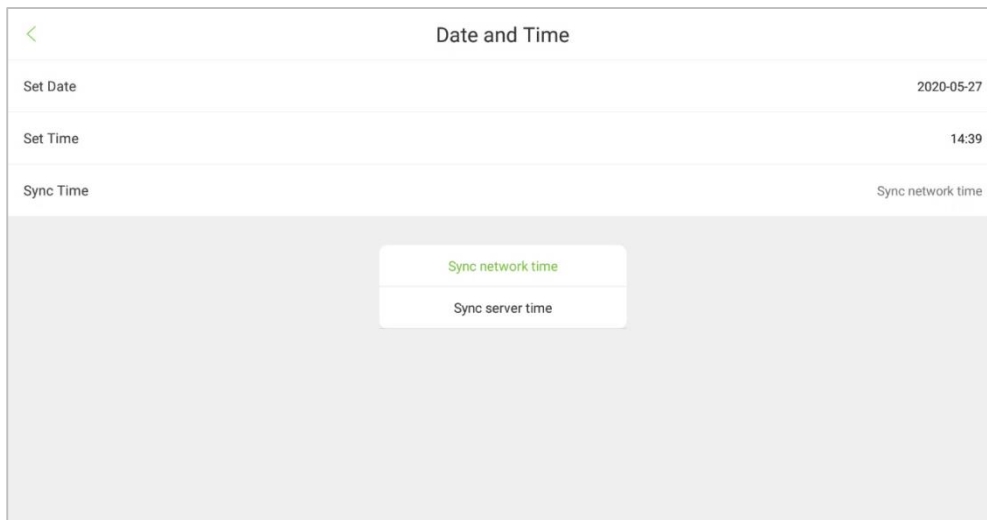 Date and Time
Set Date 2020-05-27
Set Time 14:39
Sync Time Sync network time
Sync network time
Sync server time